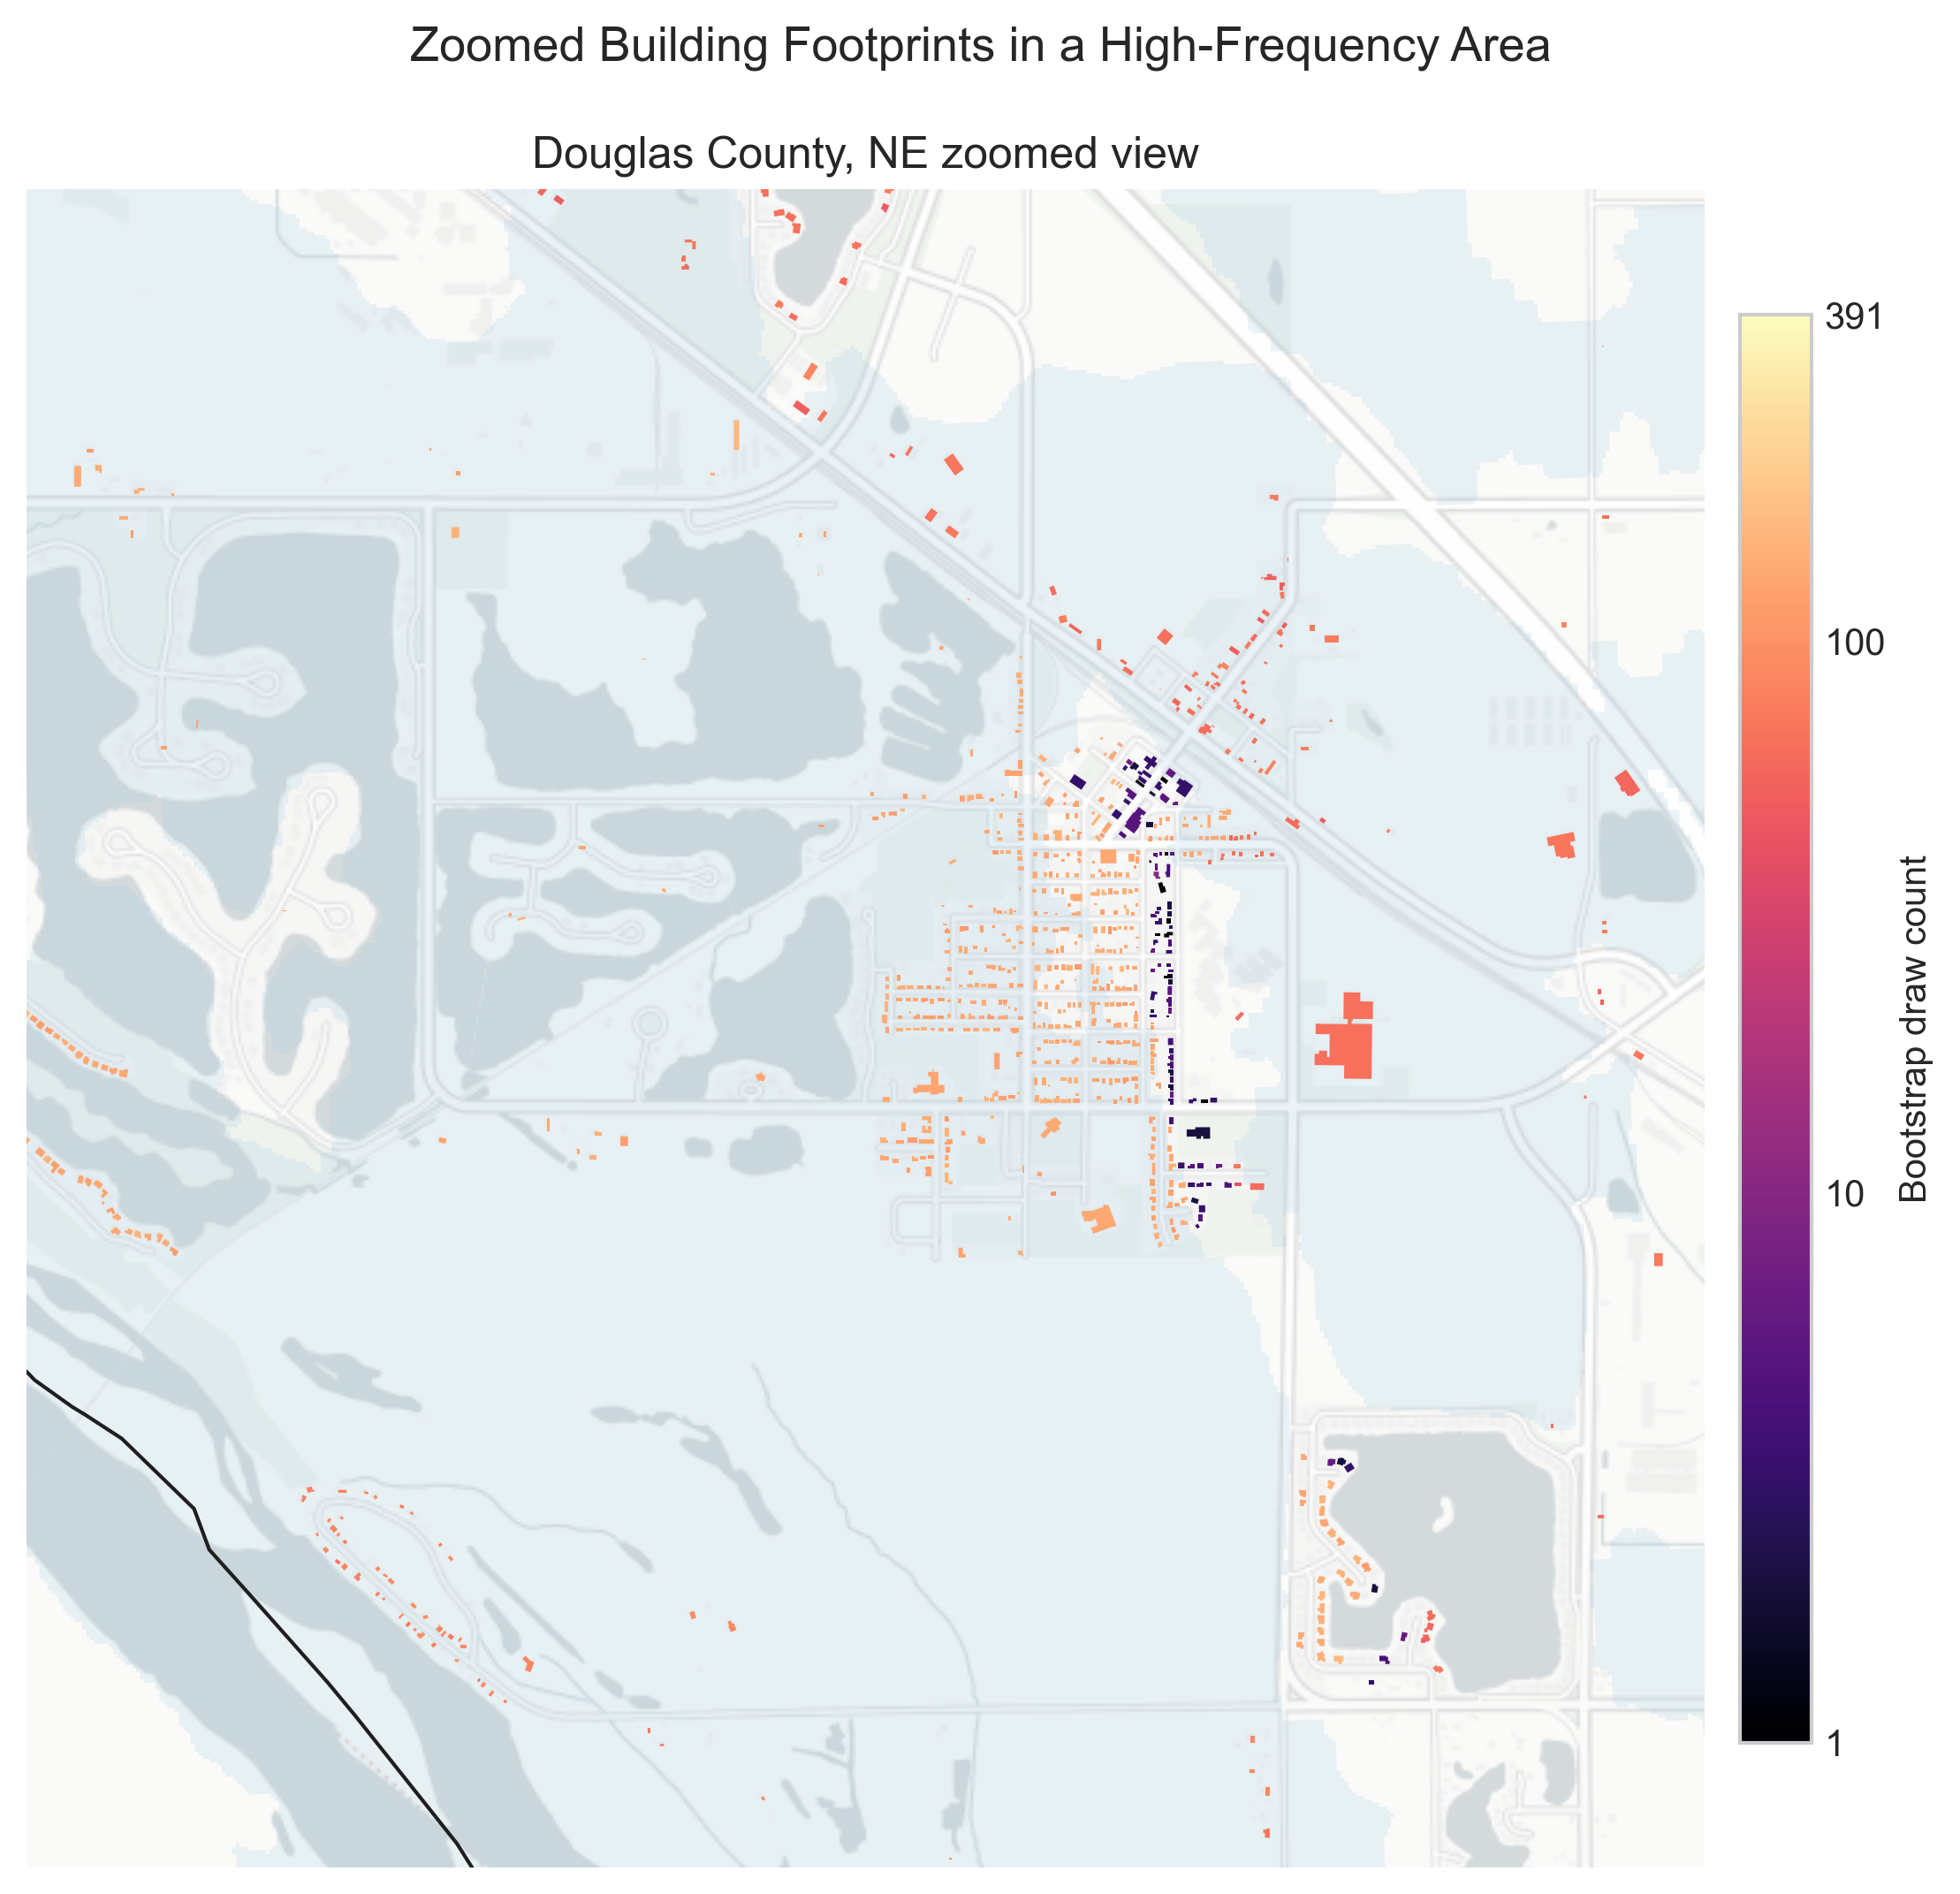 Zoomed Building Footprints in a High-Frequency Area
Douglas County, NE zoomed view
391
100
10
1
Bootstrap draw count